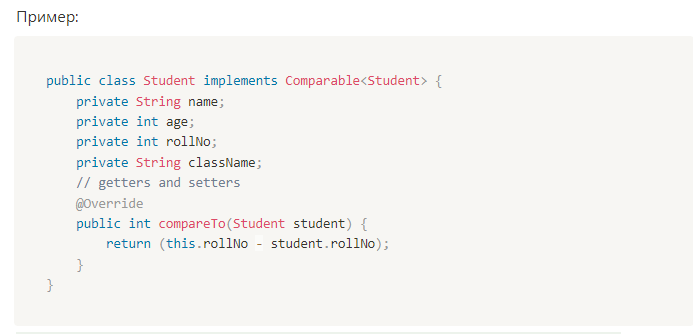 Пример:
public class Student implements Comparable<Student> {
    private String name;
    private int age;
    private int rollNo;
    private String className;
    // getters and setters
    @Override
    public int compareTo(Student student) {
        return (this.rollNo - student.rollNo);
    }
}